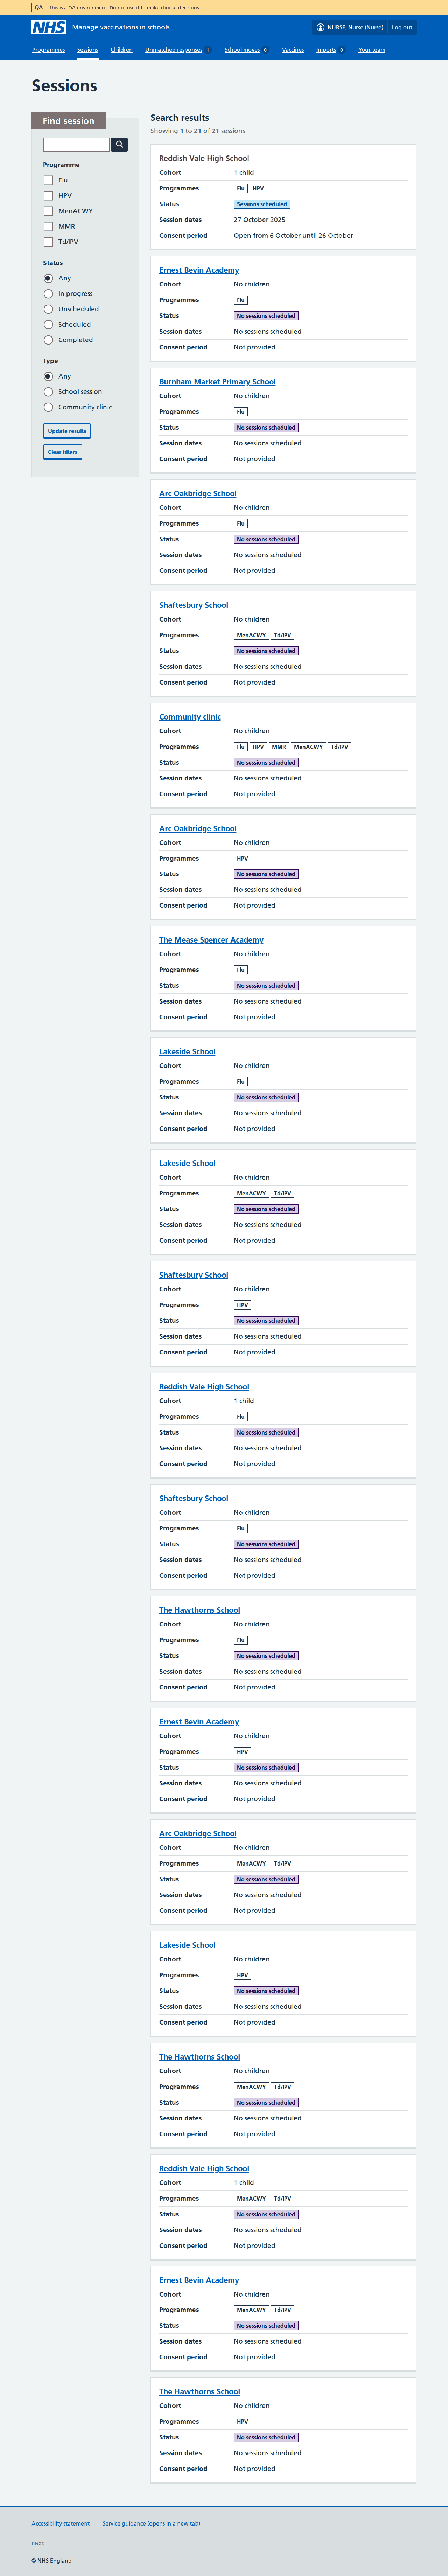 QA This is a QA environment. Do not use it to make clinical decisions.
NHS Manage vaccinations in schools
NURSE, Nurse (Nurse) Log out
Programmes Sessions Children Unmatched responses 1 School moves 0 Vaccines Imports 0 Your team
Sessions
Find session
Programme
Flu
HPV
MenACWY
MMR
Td/IPV
Status
Any
In progress
Unscheduled
Scheduled
Completed
Type
Any
School session
Community clinic
Update results
Clear filters
Search results
Showing 1 to 21 of 21 sessions
Reddish Vale High School
Cohort 1 child
Programmes Flu HPV
Status Sessions scheduled
Session dates 27 October 2025
Consent period Open from 6 October until 26 October
Ernest Bevin Academy
Cohort No children
Programmes Flu
Status No sessions scheduled
Session dates No sessions scheduled
Consent period Not provided
Burnham Market Primary School
Cohort No children
Programmes Flu
Status No sessions scheduled
Session dates No sessions scheduled
Consent period Not provided
Arc Oakbridge School
Cohort No children
Programmes Flu
Status No sessions scheduled
Session dates No sessions scheduled
Consent period Not provided
Shaftesbury School
Cohort No children
Programmes MenACWY Td/IPV
Status No sessions scheduled
Session dates No sessions scheduled
Consent period Not provided
Community clinic
Cohort No children
Programmes Flu HPV MMR MenACWY Td/IPV
Status No sessions scheduled
Session dates No sessions scheduled
Consent period Not provided
Arc Oakbridge School
Cohort No children
Programmes HPV
Status No sessions scheduled
Session dates No sessions scheduled
Consent period Not provided
The Mease Spencer Academy
Cohort No children
Programmes Flu
Status No sessions scheduled
Session dates No sessions scheduled
Consent period Not provided
Lakeside School
Cohort No children
Programmes Flu
Status No sessions scheduled
Session dates No sessions scheduled
Consent period Not provided
Lakeside School
Cohort No children
Programmes MenACWY Td/IPV
Status No sessions scheduled
Session dates No sessions scheduled
Consent period Not provided
Shaftesbury School
Cohort No children
Programmes HPV
Status No sessions scheduled
Session dates No sessions scheduled
Consent period Not provided
Reddish Vale High School
Cohort 1 child
Programmes Flu
Status No sessions scheduled
Session dates No sessions scheduled
Consent period Not provided
Shaftesbury School
Cohort No children
Programmes Flu
Status No sessions scheduled
Session dates No sessions scheduled
Consent period Not provided
The Hawthorns School
Cohort No children
Programmes Flu
Status No sessions scheduled
Session dates No sessions scheduled
Consent period Not provided
Ernest Bevin Academy
Cohort No children
Programmes HPV
Status No sessions scheduled
Session dates No sessions scheduled
Consent period Not provided
Arc Oakbridge School
Cohort No children
Programmes MenACWY Td/IPV
Status No sessions scheduled
Session dates No sessions scheduled
Consent period Not provided
Lakeside School
Cohort No children
Programmes HPV
Status No sessions scheduled
Session dates No sessions scheduled
Consent period Not provided
The Hawthorns School
Cohort No children
Programmes MenACWY Td/IPV
Status No sessions scheduled
Session dates No sessions scheduled
Consent period Not provided
Reddish Vale High School
Cohort 1 child
Programmes MenACWY Td/IPV
Status No sessions scheduled
Session dates No sessions scheduled
Consent period Not provided
Ernest Bevin Academy
Cohort No children
Programmes MenACWY Td/IPV
Status No sessions scheduled
Session dates No sessions scheduled
Consent period Not provided
The Hawthorns School
Cohort No children
Programmes HPV
Status No sessions scheduled
Session dates No sessions scheduled
Consent period Not provided
Accessibility statement Service guidance (opens in a new tab)
next
© NHS England